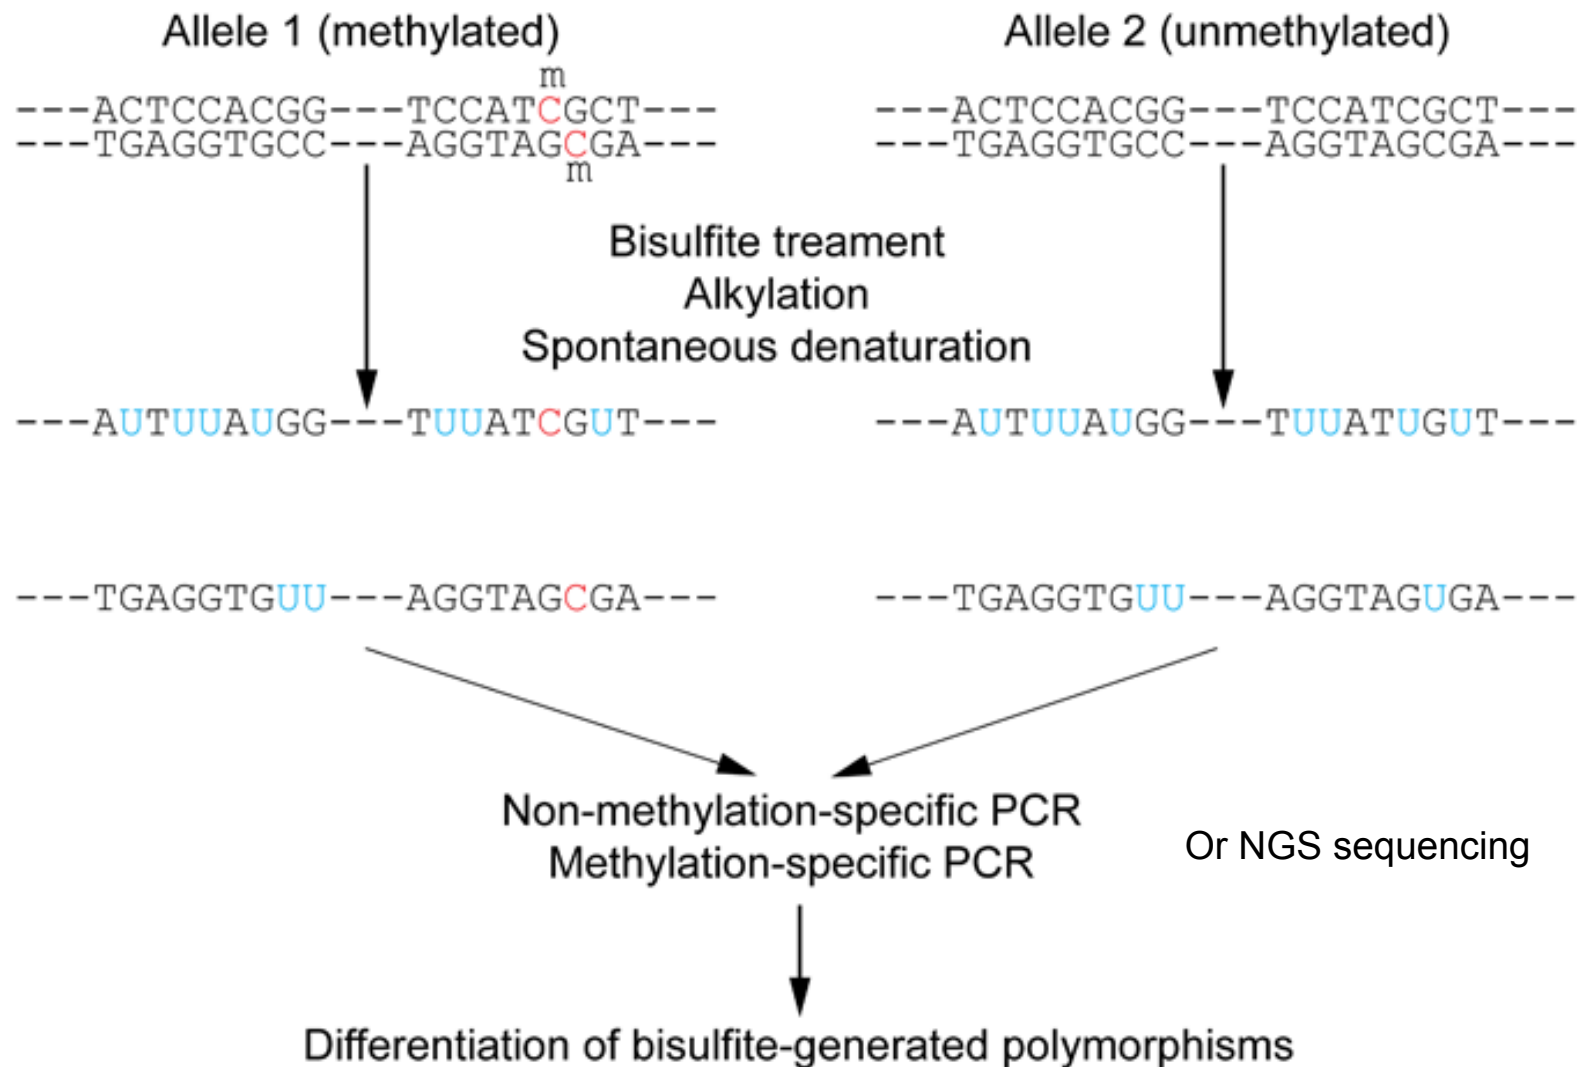 Allele 1 (methylated)
Allele 2 (unmethylated)
m
---ACTCCACGG---TCCATCGCT---
---ACTCCACGG---TCCATCGCT---
---TGAGGTGCC---AGGTAGCGA---
---TGAGGTGCC---AGGTAGCGA---
m
Bisulfite treament
Alkylation
Spontaneous denaturation
---AUTUUAUGG---TUUATCGUT---
---AUTUUAUGG---TUUATUGUT---
---TGAGGTGUU---AGGTAGCGA---
---TGAGGTGUU---AGGTAGUGA---
Non-methylation-specific PCR
Methylation-specific PCR
Or NGS sequencing
Differentiation of bisulfite-generated polymorphisms